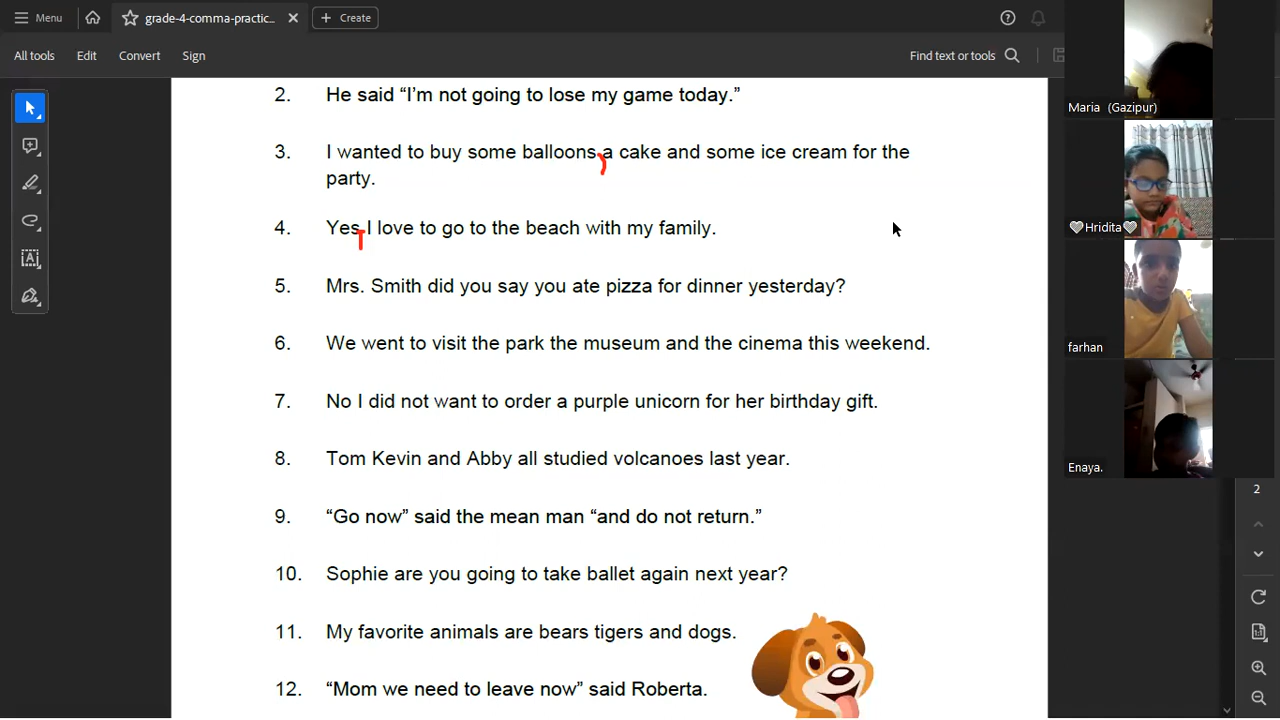 Menu
grade-4-comma-practic...
Create
All tools
Edit
Convert
Sign
Find text or tools
2. He said “I’m not going to lose my game today.”
3. I wanted to buy some balloons, a cake and some ice cream for the
party.
4. Yes, I love to go to the beach with my family.
5. Mrs. Smith did you say you ate pizza for dinner yesterday?
6. We went to visit the park the museum and the cinema this weekend.
7. No I did not want to order a purple unicorn for her birthday gift.
8. Tom Kevin and Abby all studied volcanoes last year.
9. “Go now” said the mean man “and do not return.”
10. Sophie are you going to take ballet again next year?
11. My favorite animals are bears tigers and dogs.
12. “Mom we need to leave now” said Roberta.
Maria (Gazipur)
🤍Hridita🤍
farhan
Enaya.
2